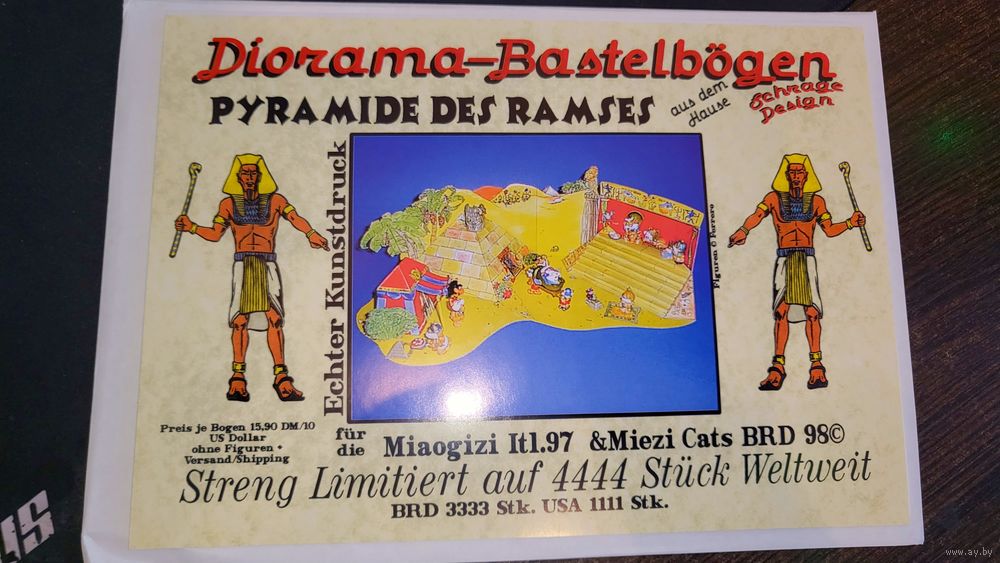 Diorama-Bastelbögen
PYRAMIDE DES RAMSES
aus dem
Hause
Schrage
Design
Echter Kunstdruck
Figuren © Ferrero
Preis je Bogen 15,90 DM/10
US Dollar
ohne Figuren +
Versand/Shipping
für
die
Miaogizi Itl.97 &Miezi Cats BRD 98©
Streng Limitiert auf 4444 Stück Weltweit
BRD 3333 Stk. USA 1111 Stk.
www.ay.by